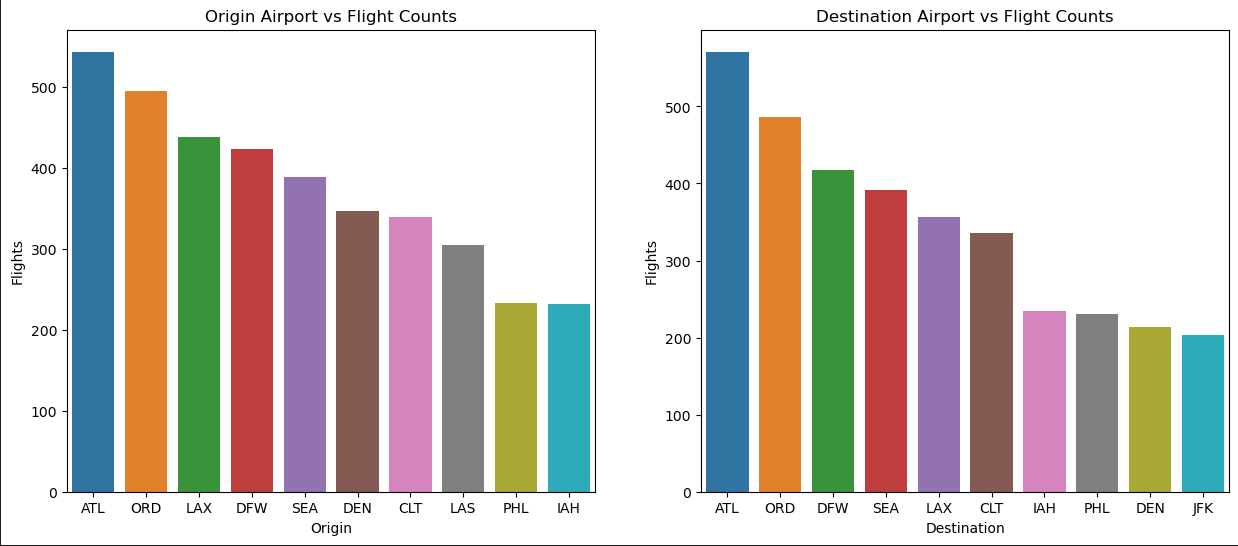 Origin Airport vs Flight Counts
Flights
500
400
300
200
100
0
ATL ORD LAX DFW SEA DEN CLT LAS PHL IAH
Origin
Destination Airport vs Flight Counts
Flights
500
400
300
200
100
0
ATL ORD DFW SEA LAX CLT IAH PHL DEN JFK
Destination